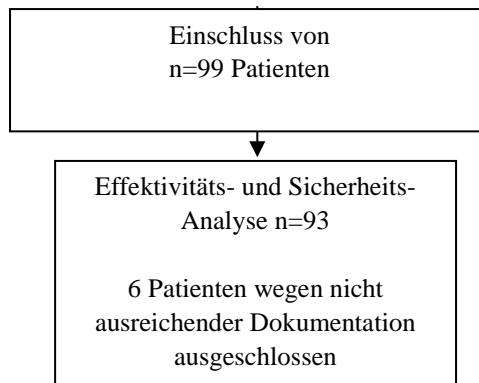 Einschluss von
n=99 Patienten
Effektivitäts- und Sicherheits-
Analyse n=93
6 Patienten wegen nicht
ausreichender Dokumentation
ausgeschlossen